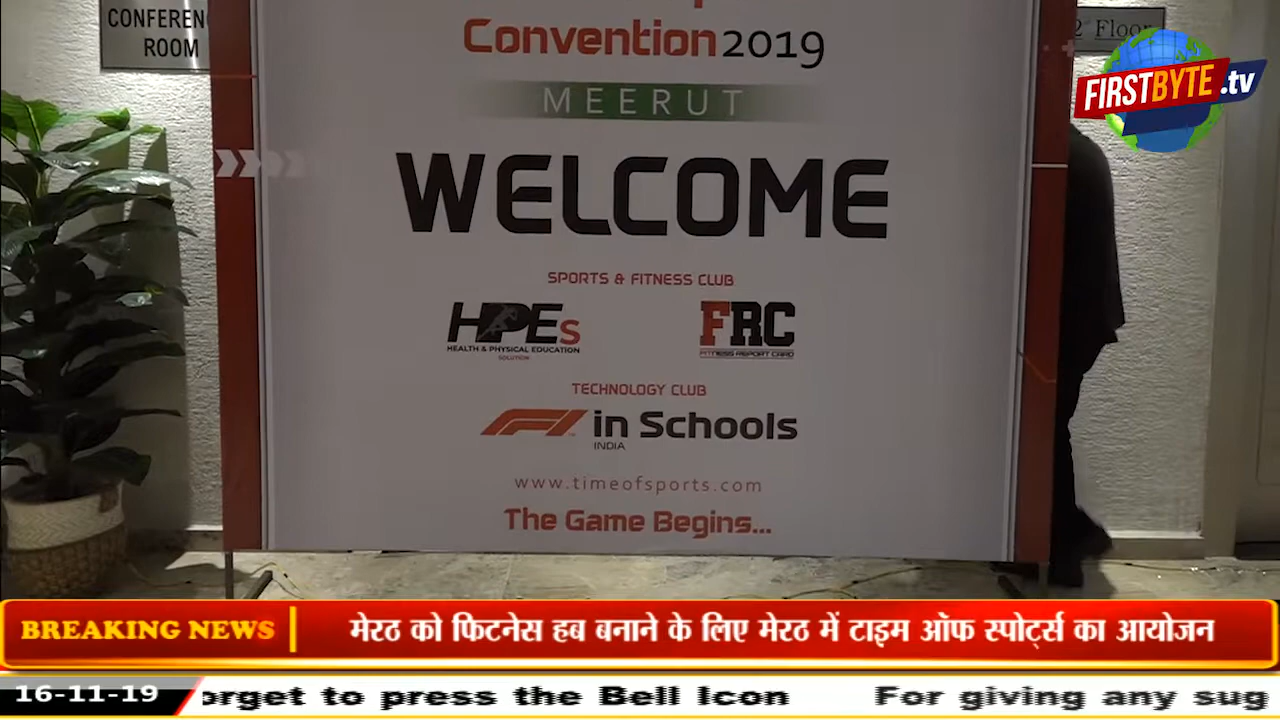 CONFEREN
ROOM
2nd Floor
FIRSTBYTE.tv
Convention 2019
MEERUT
WELCOME
SPORTS & FITNESS CLUB
HPEs
HEALTH & PHYSICAL EDUCATION
SOLUTION
FRC
FITNESS REPORT CARD
TECHNOLOGY CLUB
F1 in Schools
INDIA
www.timeofsports.com
The Game Begins...
BREAKING NEWS
मेरठ को फिटनेस हब बनाने के लिए मेरठ में टाइम ऑफ स्पोर्ट्स का आयोजन
16-11-19
orget to press the Bell Icon For giving any sug